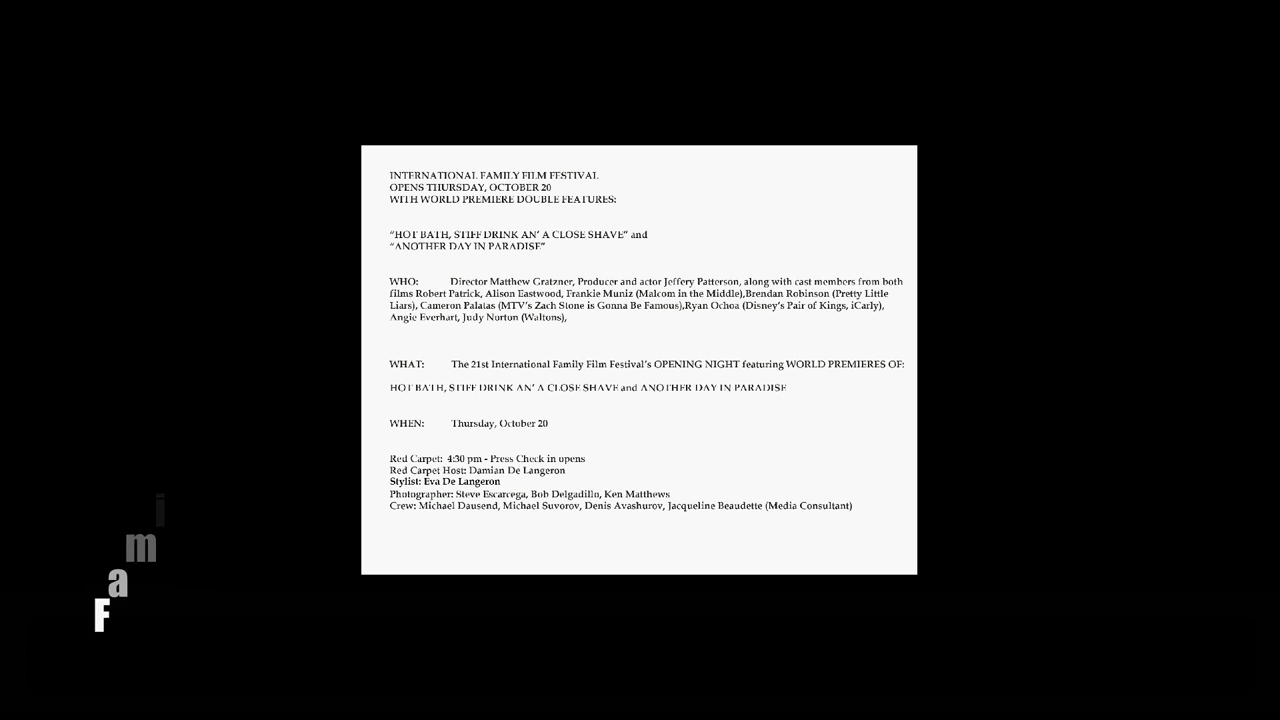 INTERNATIONAL FAMILY FILM FESTIVAL
OPENS THURSDAY, OCTOBER 20
WITH WORLD PREMIERE DOUBLE FEATURES:
“HOT BATH, STIFF DRINK AN’ A CLOSE SHAVE” and
“ANOTHER DAY IN PARADISE”
WHO: Director Matthew Gratzner, Producer and actor Jeffery Patterson, along with cast members from both
films Robert Patrick, Alison Eastwood, Frankie Muniz (Malcom in the Middle),Brendan Robinson (Pretty Little
Liars), Cameron Palatas (MTV’s Zach Stone is Gonna Be Famous),Ryan Ochoa (Disney’s Pair of Kings, iCarly),
Angie Everhart, Judy Norton (Waltons),
WHAT: The 21st International Family Film Festival’s OPENING NIGHT featuring WORLD PREMIERES OF:
HOT BATH, STIFF DRINK AN’ A CLOSE SHAVE and ANOTHER DAY IN PARADISE
WHEN: Thursday, October 20
Red Carpet: 4:30 pm - Press Check in opens
Red Carpet Host: Damian De Langeron
Stylist: Eva De Langeron
Photographer: Steve Escarcega, Bob Delgadillo, Ken Matthews
Crew: Michael Dausend, Michael Suvorov, Denis Avashurov, Jacqueline Beaudette (Media Consultant)
Fami